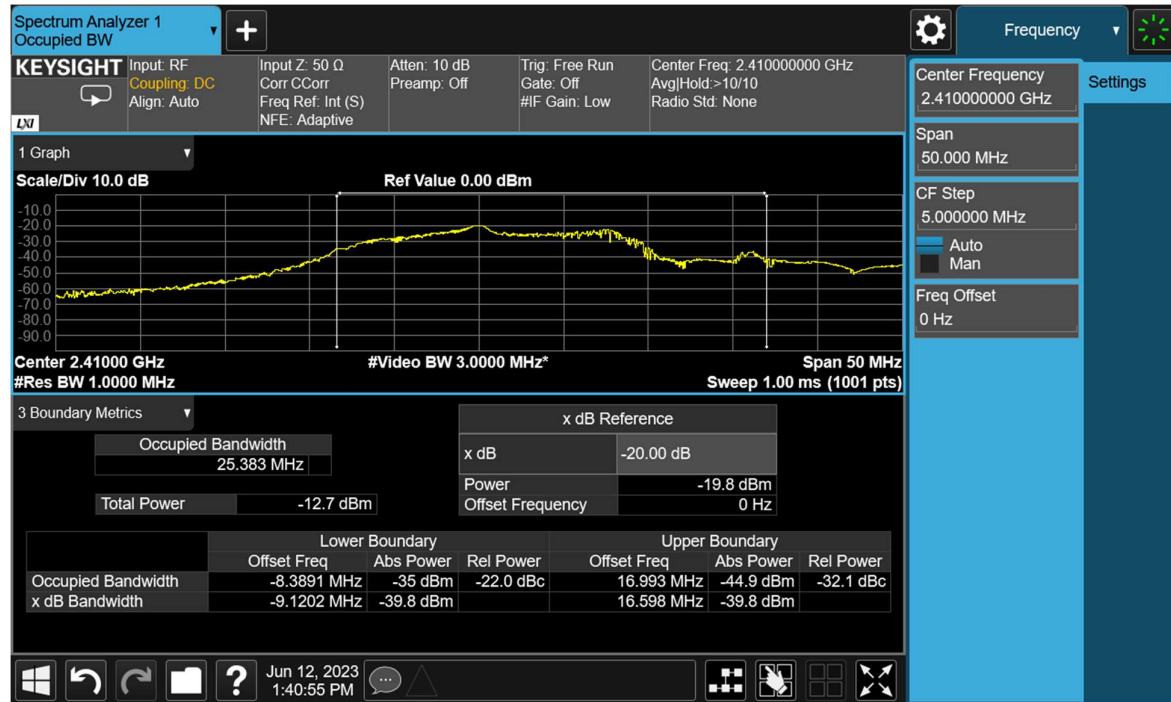 Spectrum Analyzer 1
Occupied BW
+
Frequency
KEYSIGHT
LXI
Input: RF
Coupling: DC
Align: Auto
Input Z: 50 Ω
Corr CCorr
Freq Ref: Int (S)
NFE: Adaptive
Atten: 10 dB
Preamp: Off
Trig: Free Run
Gate: Off
#IF Gain: Low
Center Freq: 2.410000000 GHz
Avg|Hold:>10/10
Radio Std: None
1 Graph
Scale/Div 10.0 dB
Ref Value 0.00 dBm
-10.0
-20.0
-30.0
-40.0
-50.0
-60.0
-70.0
-80.0
-90.0
Center 2.41000 GHz
#Video BW 3.0000 MHz*
Span 50 MHz
#Res BW 1.0000 MHz
Sweep 1.00 ms (1001 pts)
3 Boundary Metrics
Occupied Bandwidth
25.383 MHz
Total Power -12.7 dBm
x dB Reference
x dB -20.00 dB
Power -19.8 dBm
Offset Frequency 0 Hz
Lower Boundary Upper Boundary
Offset Freq Abs Power Rel Power Offset Freq Abs Power Rel Power
Occupied Bandwidth -8.3891 MHz -35 dBm -22.0 dBc 16.993 MHz -44.9 dBm -32.1 dBc
x dB Bandwidth -9.1202 MHz -39.8 dBm 16.598 MHz -39.8 dBm
Center Frequency
2.410000000 GHz
Settings
Span
50.000 MHz
CF Step
5.000000 MHz
Auto
Man
Freq Offset
0 Hz
?
Jun 12, 2023
1:40:55 PM